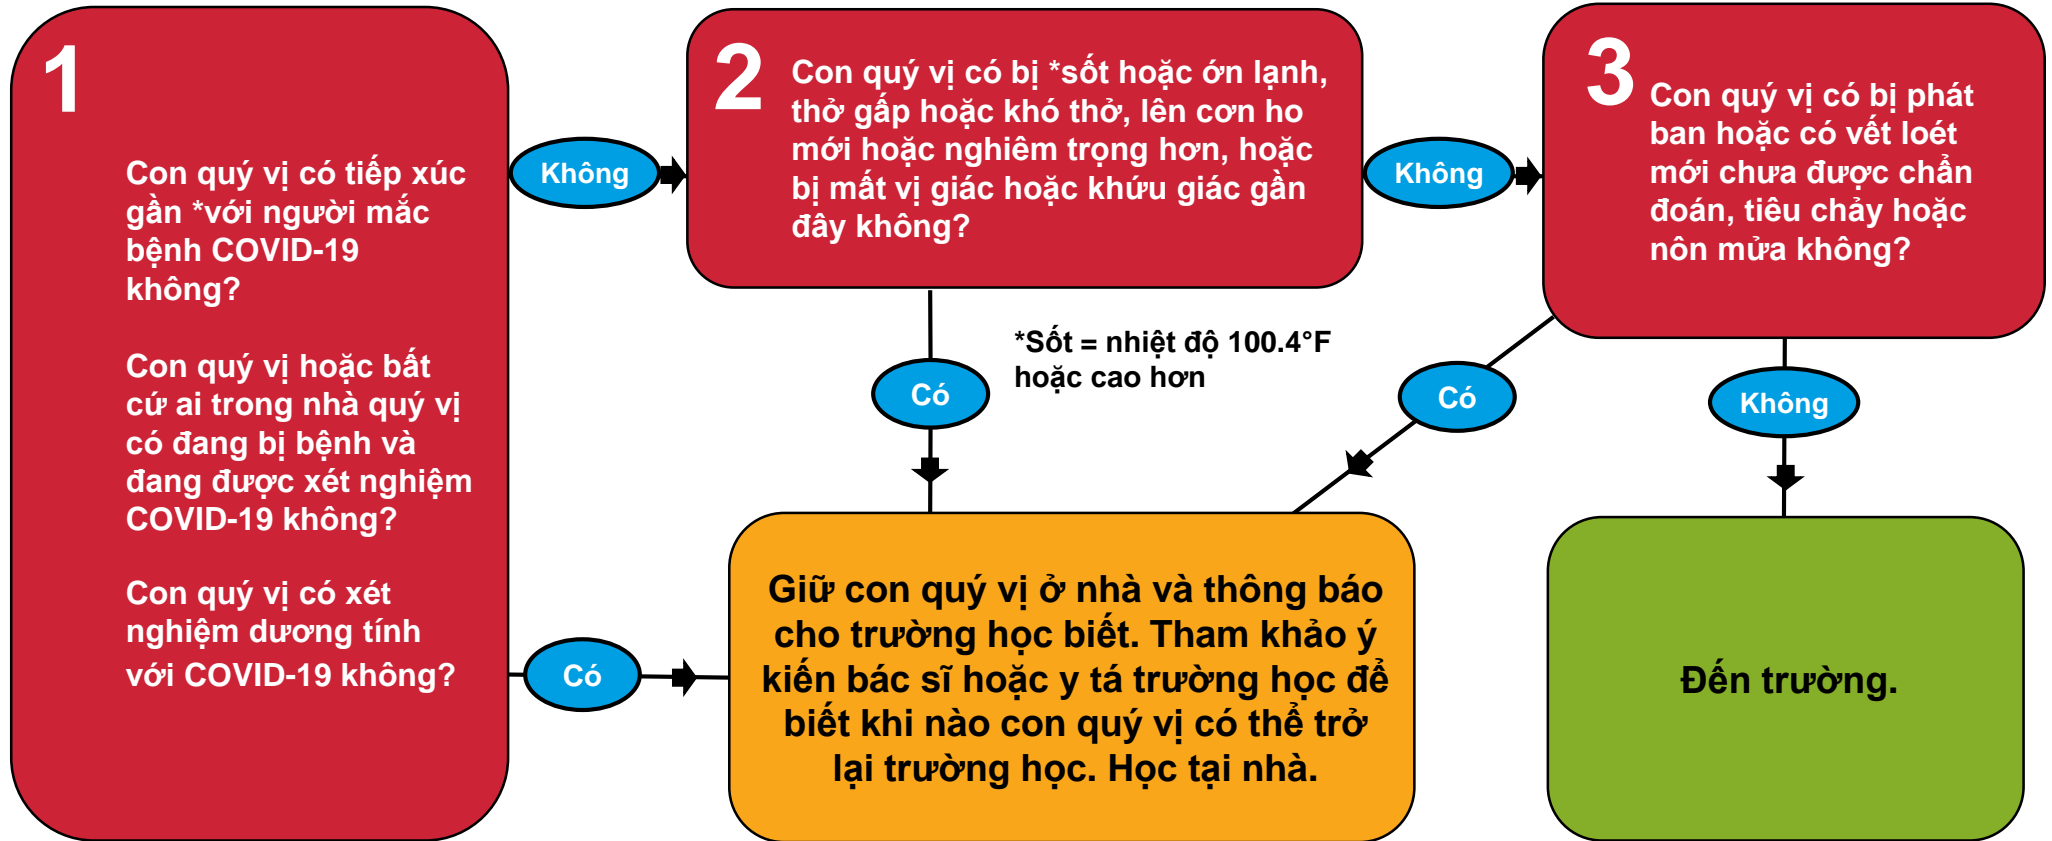 1
Con quý vị có tiếp xúc
gần *với người mắc
bệnh COVID-19
không?
Con quý vị hoặc bất
cứ ai trong nhà quý vị
có đang bị bệnh và
đang được xét nghiệm
COVID-19 không?
Con quý vị có xét
nghiệm dương tính
với COVID-19 không?
Không
2
Con quý vị có bị *sốt hoặc ớn lạnh,
thở gấp hoặc khó thở, lên cơn ho
mới hoặc nghiêm trọng hơn, hoặc
bị mất vị giác hoặc khứu giác gần
đây không?
Không
3
Con quý vị có bị phát
ban hoặc có vết loét
mới chưa được chẩn
đoán, tiêu chảy hoặc
nôn mửa không?
*Sốt = nhiệt độ 100.4°F
hoặc cao hơn
Có
Có
Không
Có
Giữ con quý vị ở nhà và thông báo
cho trường học biết. Tham khảo ý
kiến bác sĩ hoặc y tá trường học để
biết khi nào con quý vị có thể trở
lại trường học. Học tại nhà.
Đến trường.